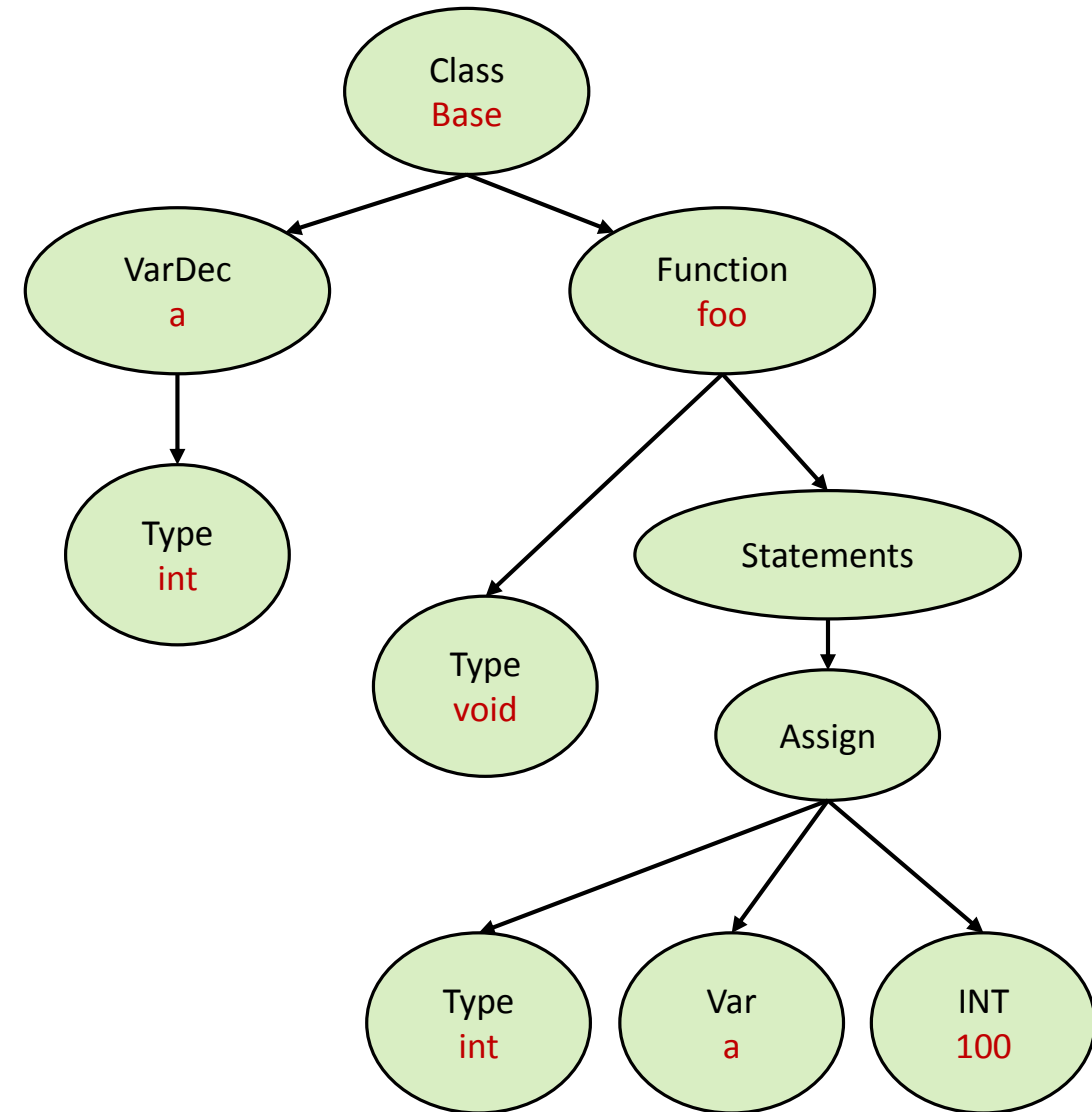 Class
Base
VarDec
a
Function
foo
Type
int
Statements
Type
void
Assign
Type
int
Var
a
INT
100